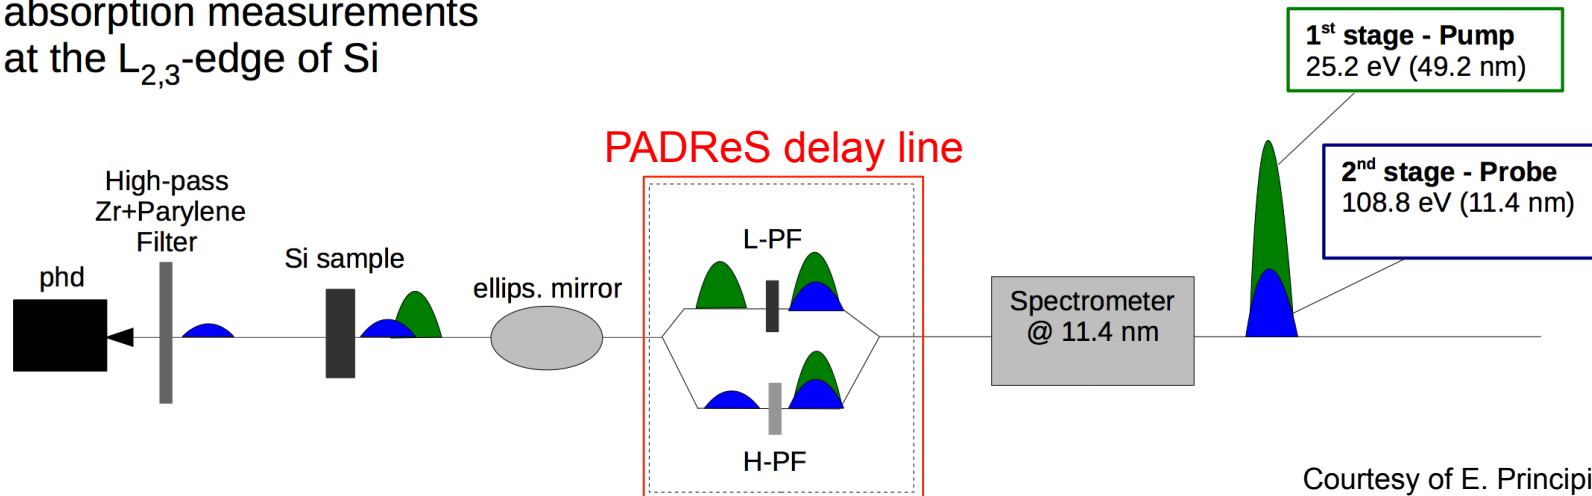 absorption measurements
at the L2,3-edge of Si
1st stage - Pump
25.2 eV (49.2 nm)
2nd stage - Probe
108.8 eV (11.4 nm)
PADReS delay line
High-pass
Zr+Parylene
Filter
phd
Si sample
ellips. mirror
L-PF
H-PF
Spectrometer
@ 11.4 nm
Courtesy of E. Principi